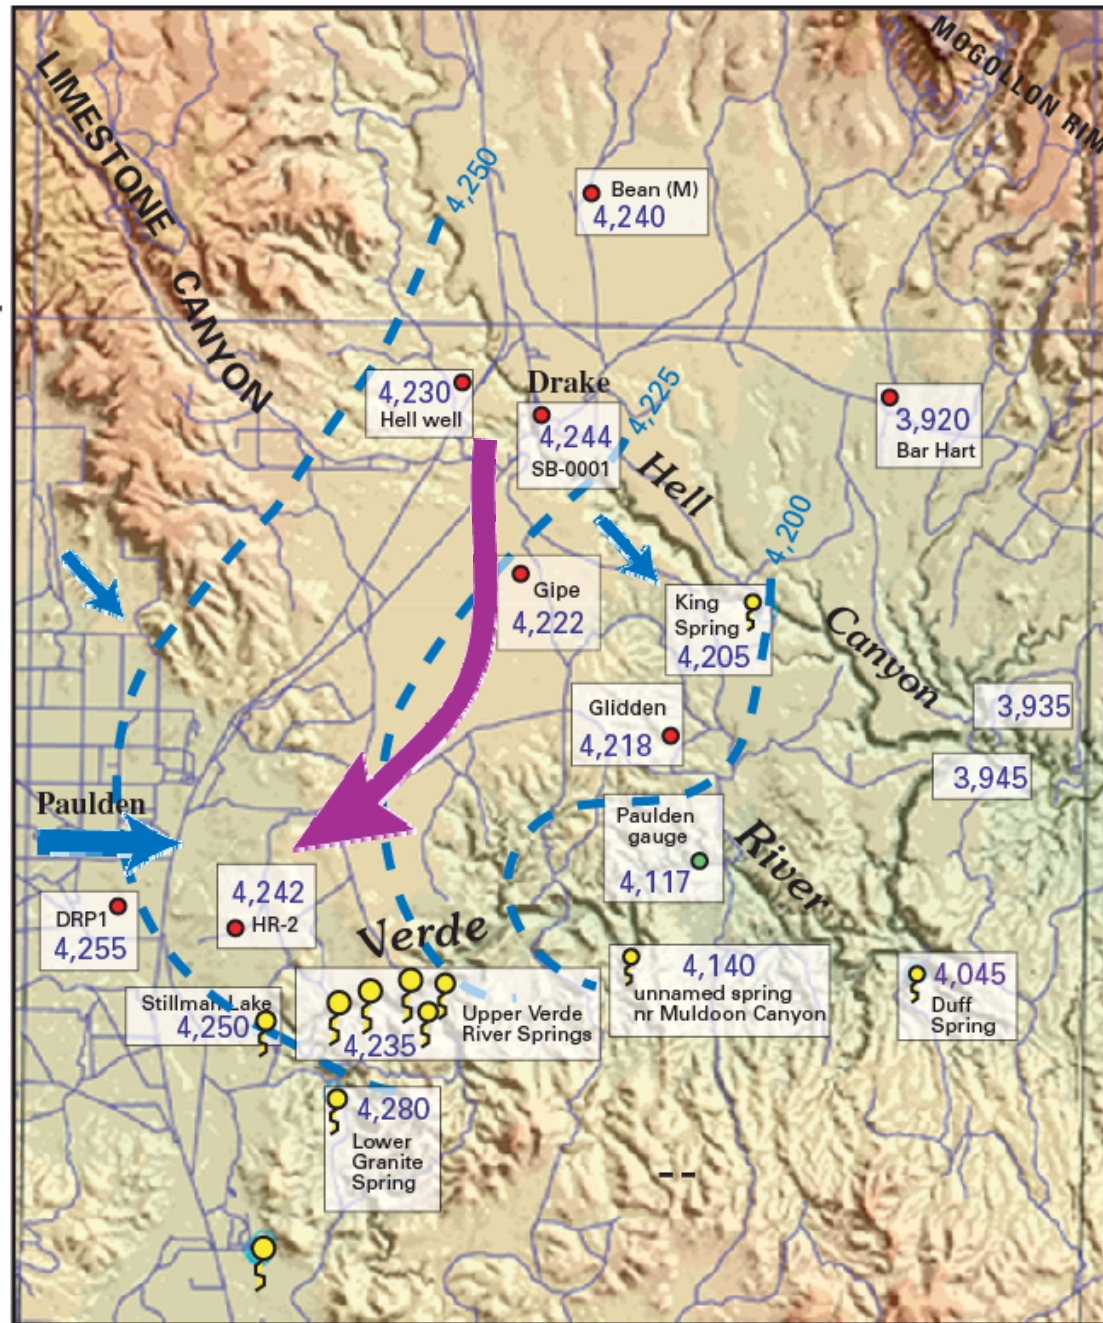 MOGOLLON RIM
LIMESTONE
CANYON
4,250
Bean (M)
4,240
4,230
Hell well
Drake
4,244
SB-0001
4,225
3,920
Bar Hart
Hell
Canyon
4,200
Gipe
4,222
King
Spring
4,205
Glidden
4,218
3,935
3,945
Paulden
Paulden
gauge
4,117
River
DRP1
4,255
4,242
HR-2
Verde
Stillman Lake
4,250
4,235
Upper Verde
River Springs
4,140
unnamed spring
nr Muldoon Canyon
4,045
Duff
Spring
4,280
Lower
Granite
Spring
--